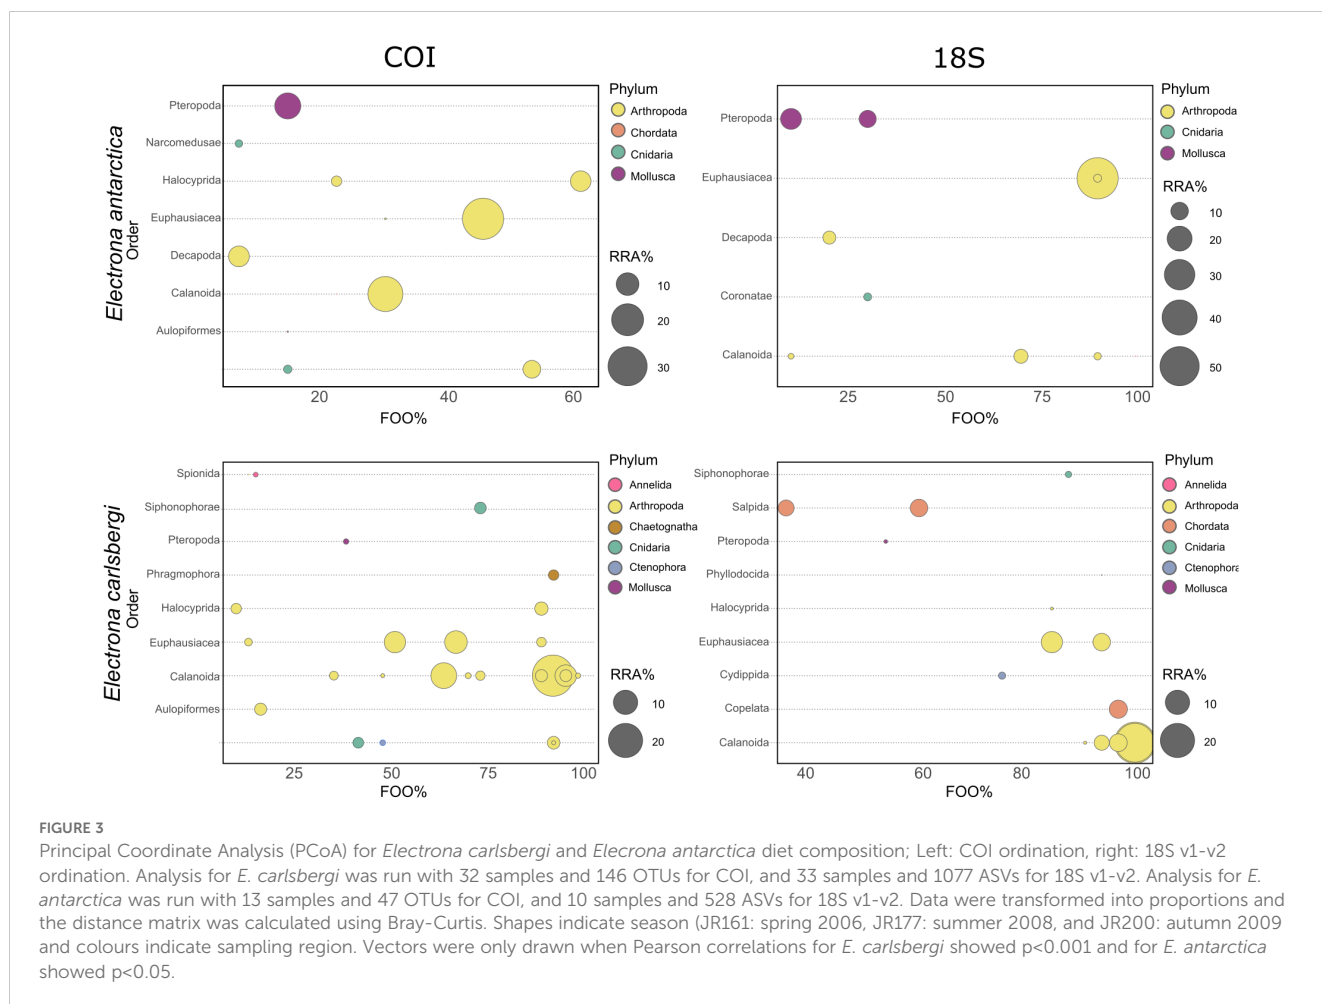 COI
18S
Electrona antarctica
Order
Pteropoda
Narcomedusae
Halocyprida
Euphausiacea
Decapoda
Calanoida
Aulopiformes
20
40
60
FOO%
Phylum
Arthropoda
Chordata
Cnidaria
Mollusca
RRA%
10
20
30
Pteropoda
Euphausiacea
Decapoda
Coronatae
Calanoida
25
50
75
100
FOO%
Phylum
Arthropoda
Cnidaria
Mollusca
RRA%
10
20
30
40
50
Electrona carlsbergi
Order
Spionida
Siphonophorae
Pteropoda
Phragmophora
Halocyprida
Euphausiacea
Calanoida
Aulopiformes
25
50
75
100
FOO%
Phylum
Annelida
Arthropoda
Chaetognatha
Cnidaria
Ctenophora
Mollusca
RRA%
10
20
Siphonophorae
Salpida
Pteropoda
Phyllodocida
Halocyprida
Euphausiacea
Cydippida
Copelata
Calanoida
40
60
80
100
FOO%
Phylum
Annelida
Arthropoda
Chordata
Cnidaria
Ctenophora
Mollusca
RRA%
10
20
FIGURE 3
Principal Coordinate Analysis (PCoA) for Electrona carlsbergi and Elecrona antarctica diet composition; Left: COI ordination, right: 18S v1-v2
ordination. Analysis for E. carlsbergi was run with 32 samples and 146 OTUs for COI, and 33 samples and 1077 ASVs for 18S v1-v2. Analysis for E.
antarctica was run with 13 samples and 47 OTUs for COI, and 10 samples and 528 ASVs for 18S v1-v2. Data were transformed into proportions and
the distance matrix was calculated using Bray-Curtis. Shapes indicate season (JR161: spring 2006, JR177: summer 2008, and JR200: autumn 2009
and colours indicate sampling region. Vectors were only drawn when Pearson correlations for E. carlsbergi showed p<0.001 and for E. antarctica
showed p<0.05.